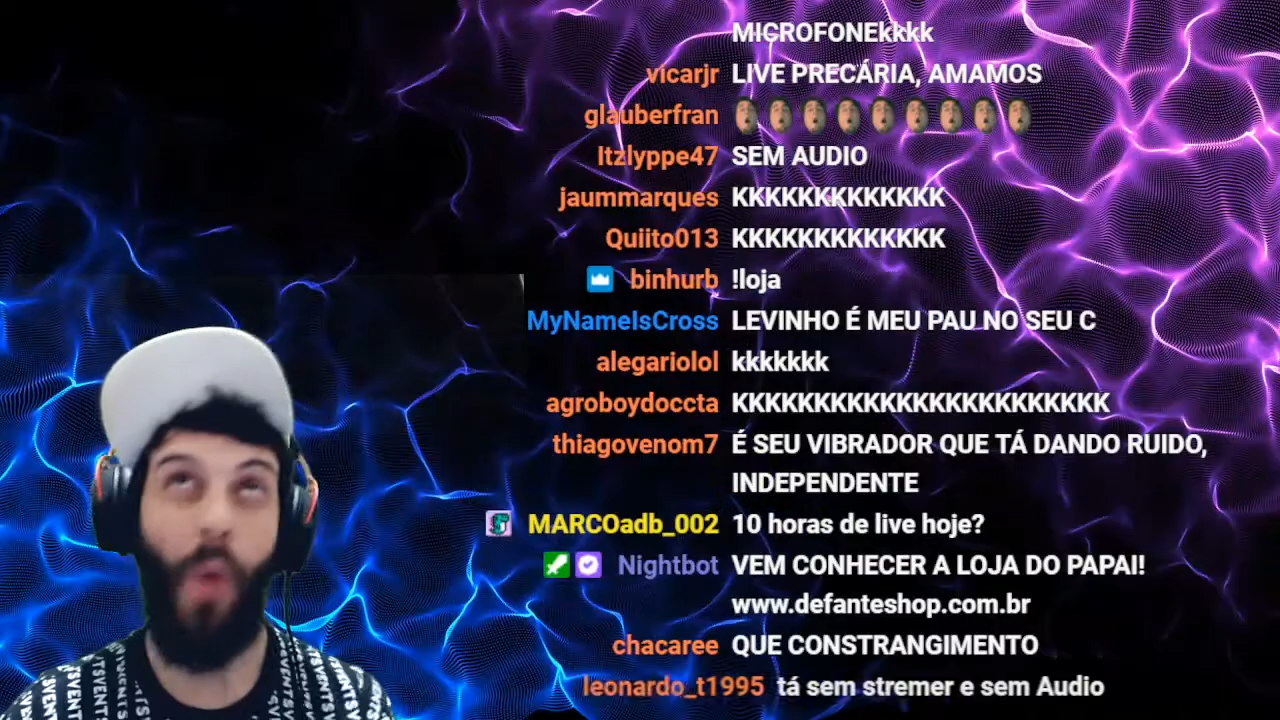 MICROFONEkkkk
vicarjr LIVE PRECÁRIA, AMAMOS
glauberfran
Itzlyppe47 SEM AUDIO
jaummarques KKKKKKKKKKKKK
Quiito013 KKKKKKKKKKKKK
binhurb !loja
MyNameIsCross LEVINHO É MEU PAU NO SEU C
alegariolol kkkkkkk
agroboydoccta KKKKKKKKKKKKKKKKKKKKKKK
thiagovenom7 É SEU VIBRADOR QUE TÁ DANDO RUIDO,
INDEPENDENTE
MARCOadb_002 10 horas de live hoje?
Nightbot VEM CONHECER A LOJA DO PAPAI!
www.defanteshop.com.br
chacaree QUE CONSTRANGIMENTO
leonardo_t1995 tá sem stremer e sem Audio